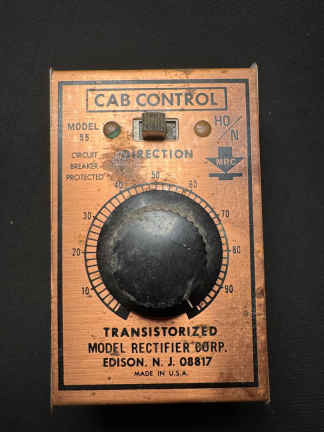 CAB CONTROL
MODEL
55
HO/N
DIRECTION
CIRCUIT
BREAKER
PROTECTED
MRC
10
20
30
40
50
60
70
80
90
TRANSISTORIZED
MODEL RECTIFIER CORP.
EDISON, N. J. 08817
MADE IN U.S.A.